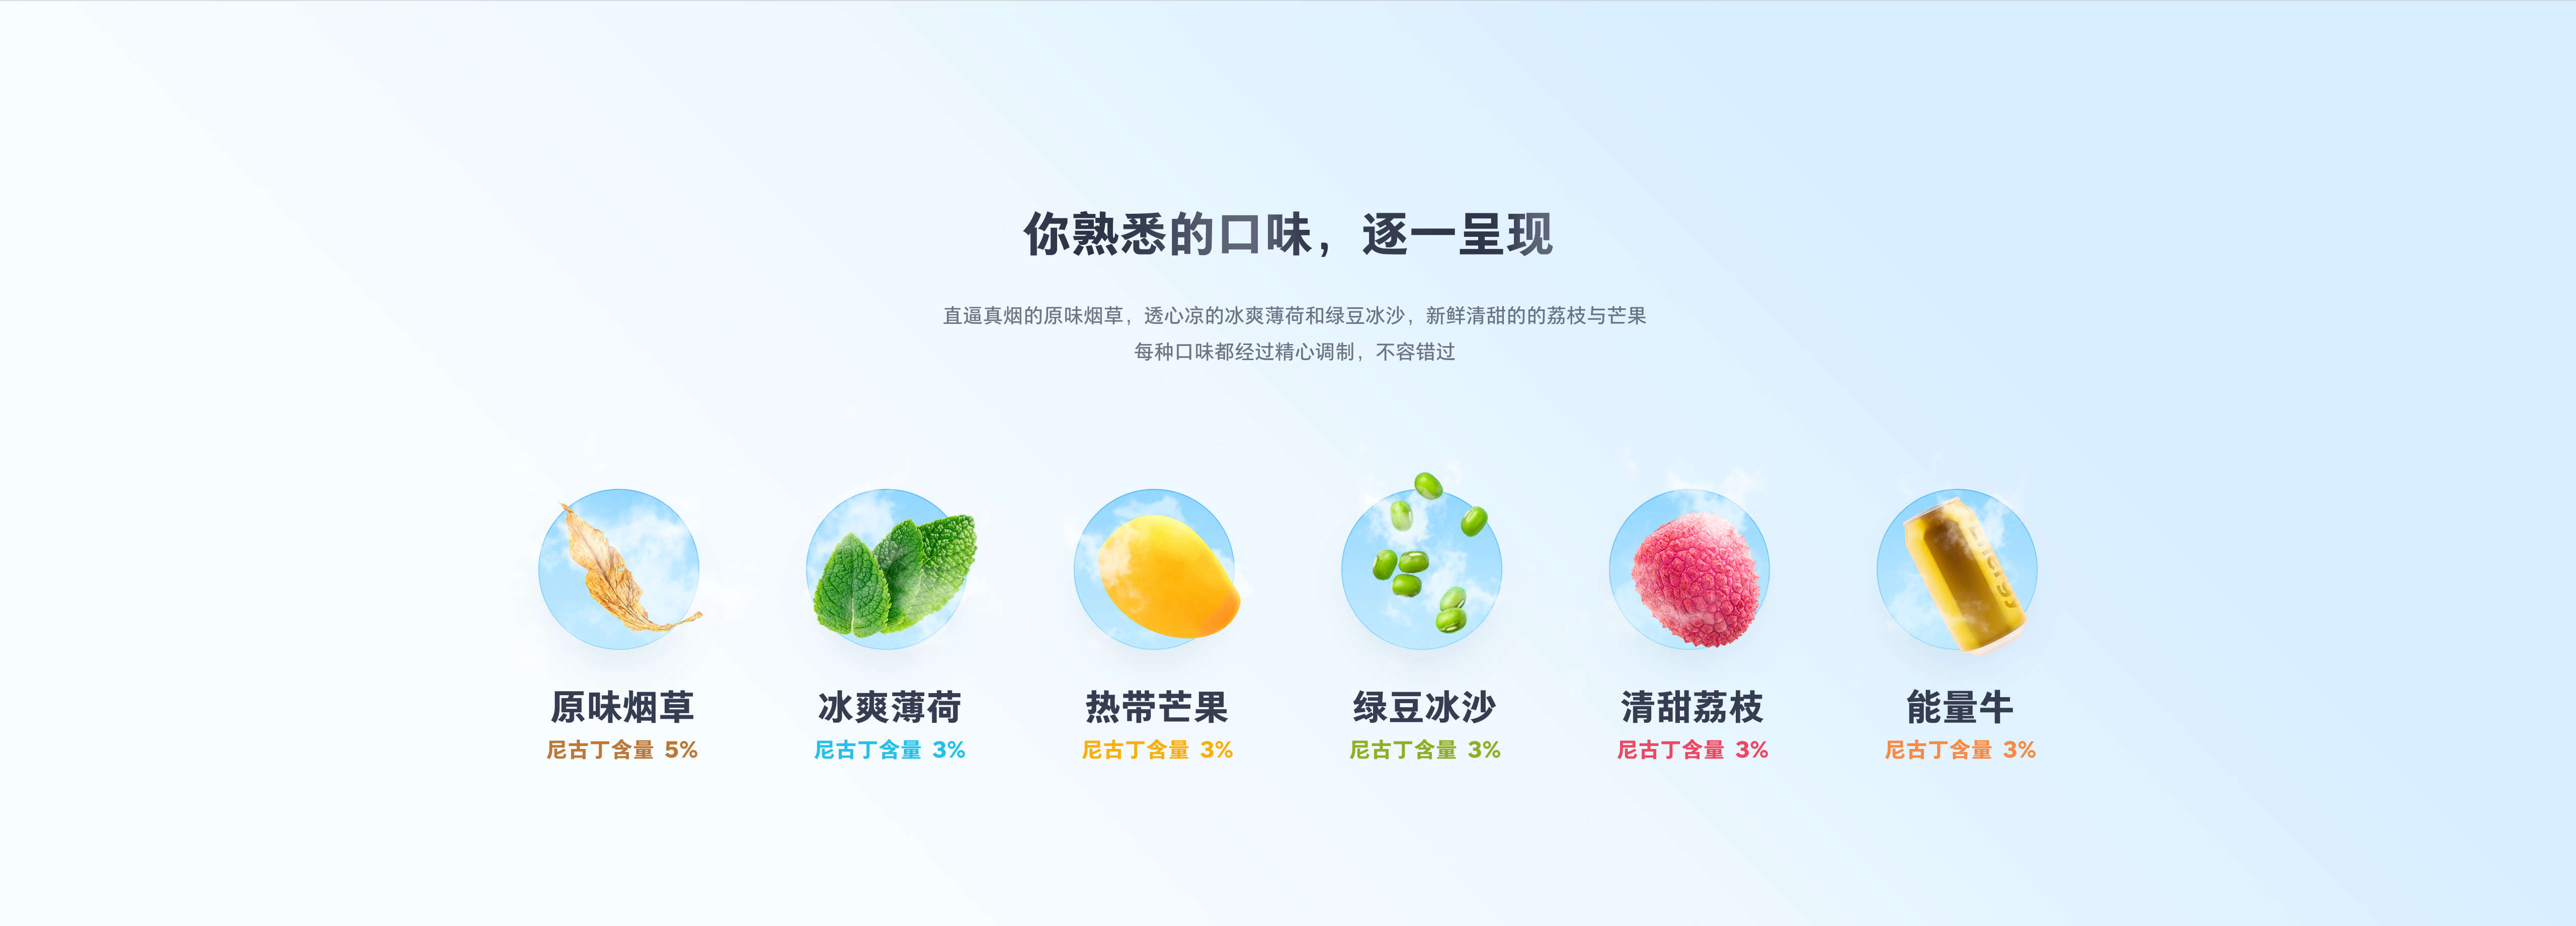 你熟悉的口味，逐一呈现
直逼真烟的原味烟草，透心凉的冰爽薄荷和绿豆冰沙，新鲜清甜的的荔枝与芒果
每种口味都经过精心调制，不容错过
energy
原味烟草
尼古丁含量 5%
冰爽薄荷
尼古丁含量 3%
热带芒果
尼古丁含量 3%
绿豆冰沙
尼古丁含量 3%
清甜荔枝
尼古丁含量 3%
能量牛
尼古丁含量 3%